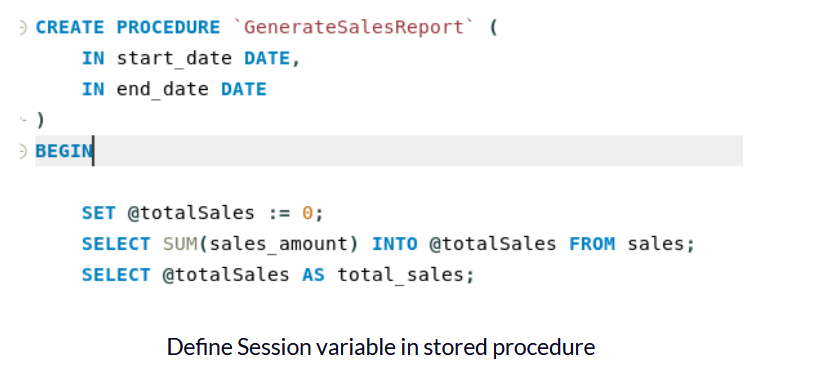 CREATE PROCEDURE `GenerateSalesReport` (
IN start_date DATE,
IN end_date DATE
)
BEGIN
SET @totalSales := 0;
SELECT SUM(sales_amount) INTO @totalSales FROM sales;
SELECT @totalSales AS total_sales;
Define Session variable in stored procedure